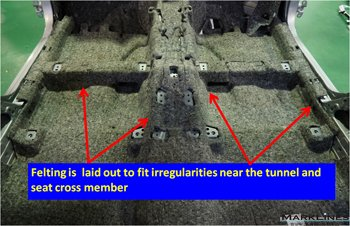 Felting is laid out to fit irregularities near the tunnel and
seat cross member
MARKLINES